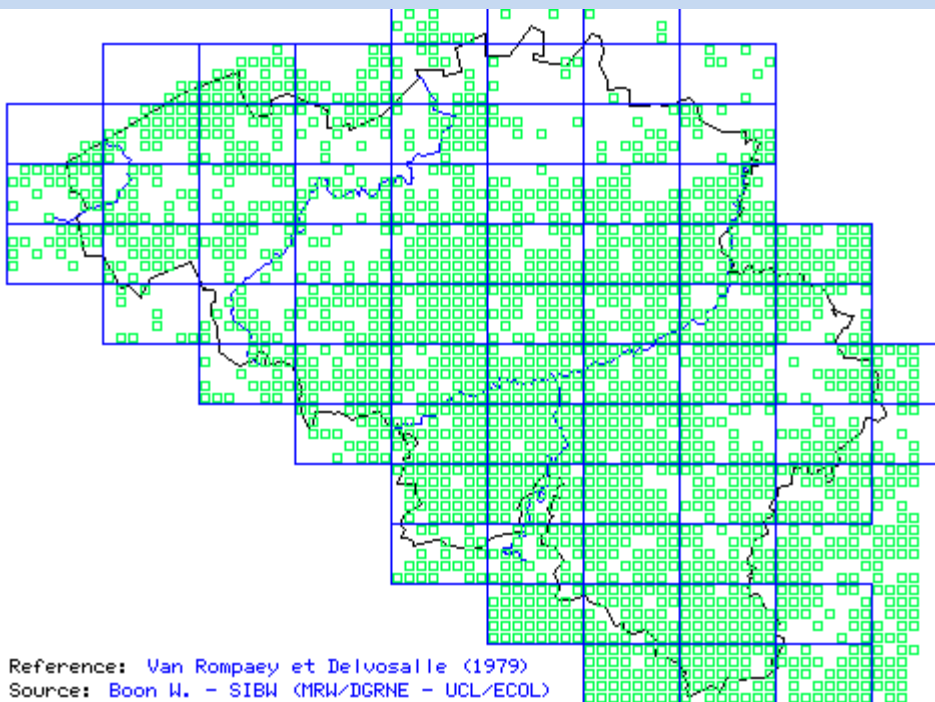 Reference: Van Rompaey et Delvosalle (1979)
Source: Boon W. - SIBW (MRW/DGRNE - UCL/ECOL)